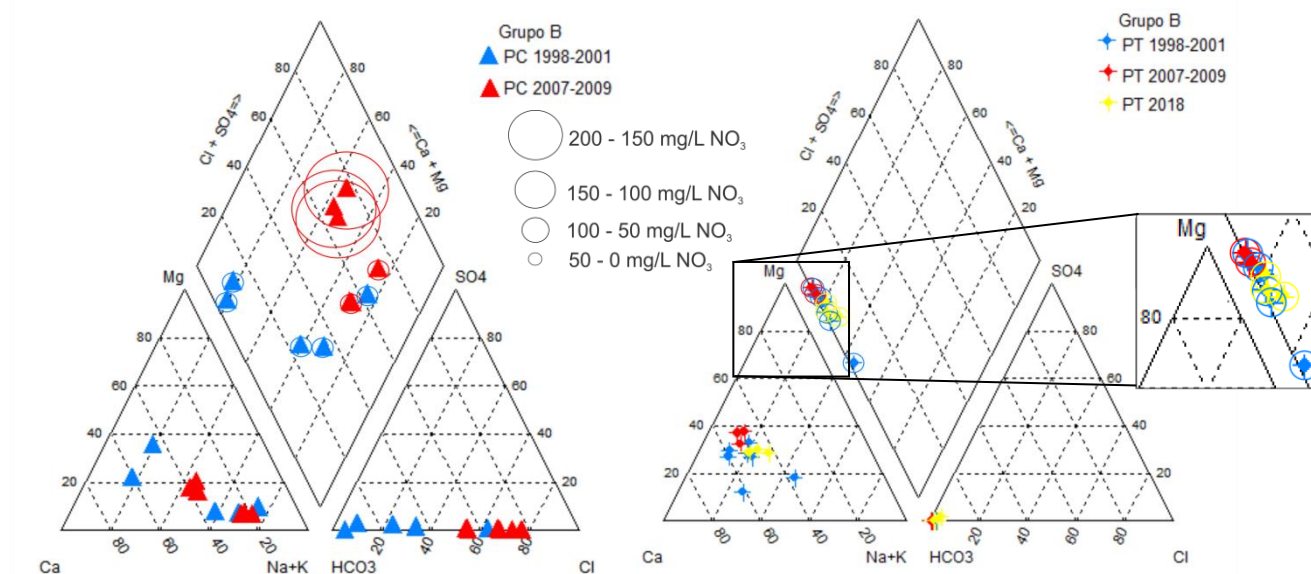 Grupo B
PC 1998-2001
PC 2007-2009
200 - 150 mg/L NO3
150 - 100 mg/L NO3
100 - 50 mg/L NO3
50 - 0 mg/L NO3
80
80
60
60
40
40
20
20
Cl + SO4=>
<=Ca + Mg
Mg
SO4
80
80
60
60
40
40
20
20
80
60
40
20
20
40
60
80
Ca
Na+K
HCO3
Cl
Grupo B
PT 1998-2001
PT 2007-2009
PT 2018
80
80
60
60
40
40
20
Cl + SO4=>
<=Ca + Mg
Mg
SO4
80
80
60
60
40
40
20
20
80
60
40
20
20
40
60
80
Ca
Na+K
HCO3
Cl
Mg
80